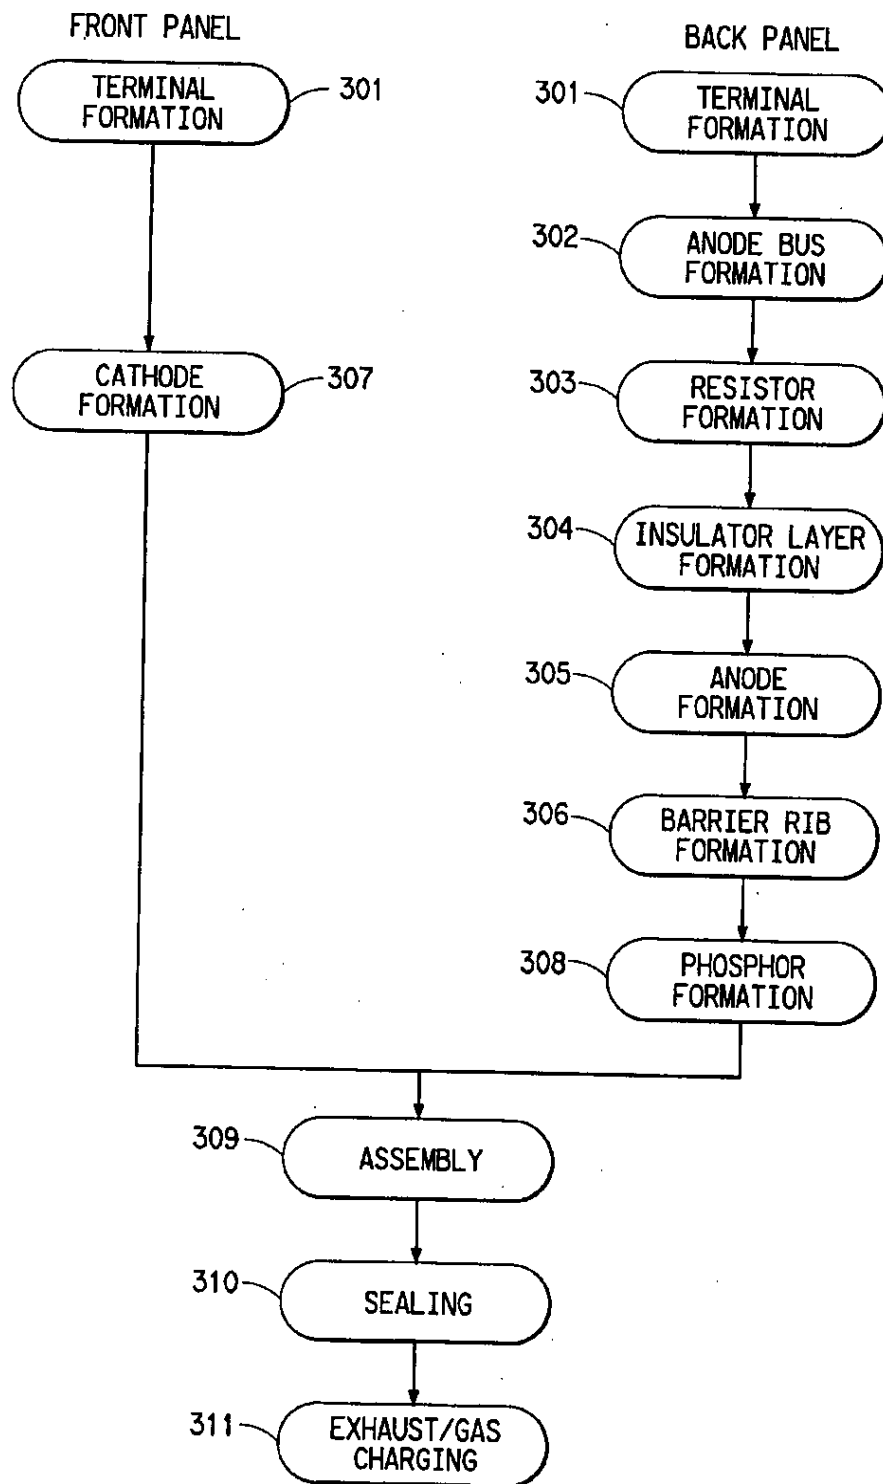 FRONT PANEL
TERMINAL
FORMATION
301
CATHODE
FORMATION
307
BACK PANEL
301
TERMINAL
FORMATION
302
ANODE BUS
FORMATION
303
RESISTOR
FORMATION
304
INSULATOR LAYER
FORMATION
305
ANODE
FORMATION
306
BARRIER RIB
FORMATION
308
PHOSPHOR
FORMATION
309
ASSEMBLY
310
SEALING
311
EXHAUST/GAS
CHARGING